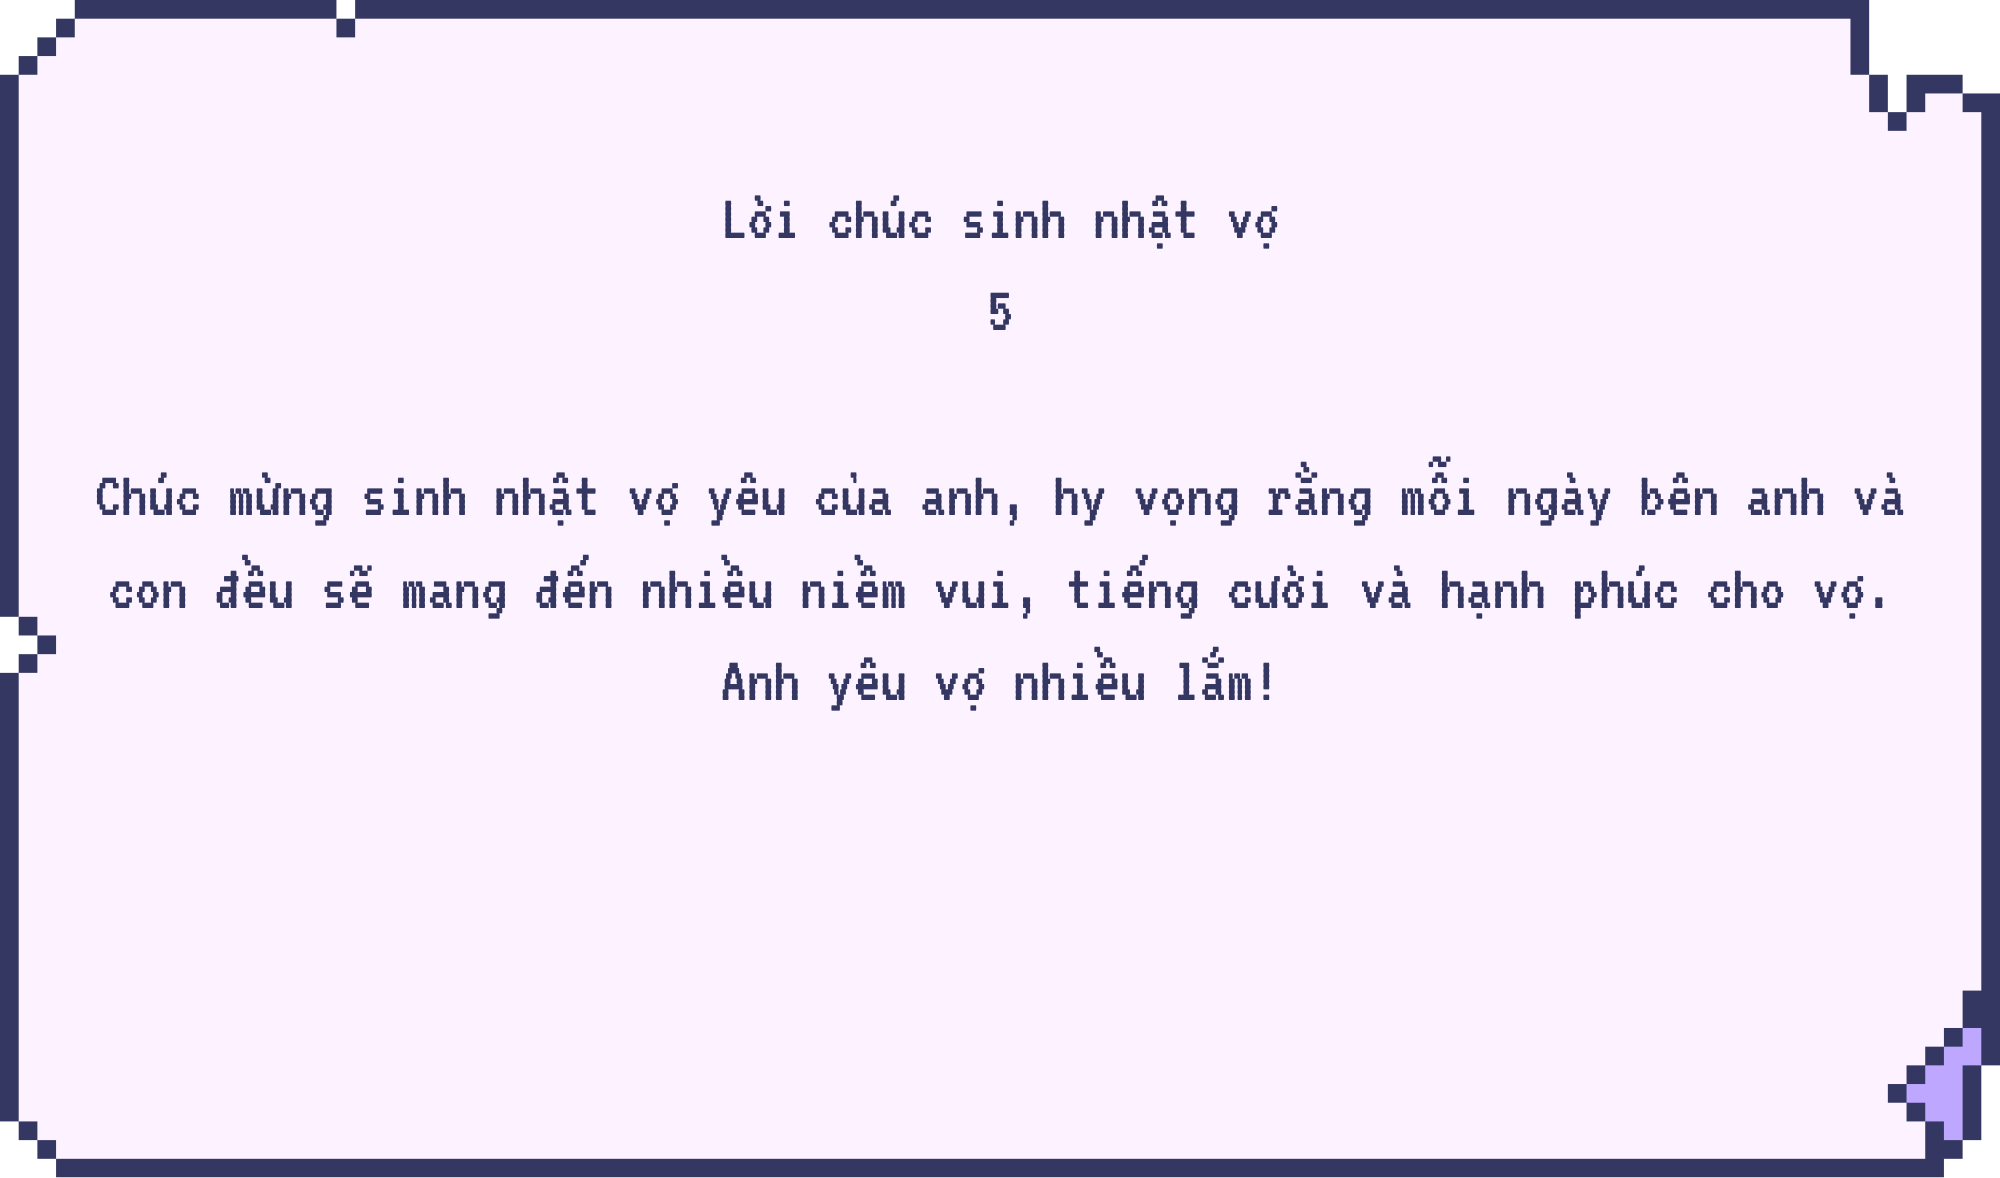 Lời chúc sinh nhật vợ
5
Chúc mừng sinh nhật vợ yêu của anh, hy vọng rằng mỗi ngày bên anh và
con đều sẽ mang đến nhiều niềm vui, tiếng cười và hạnh phúc cho vợ.
Anh yêu vợ nhiều lắm!